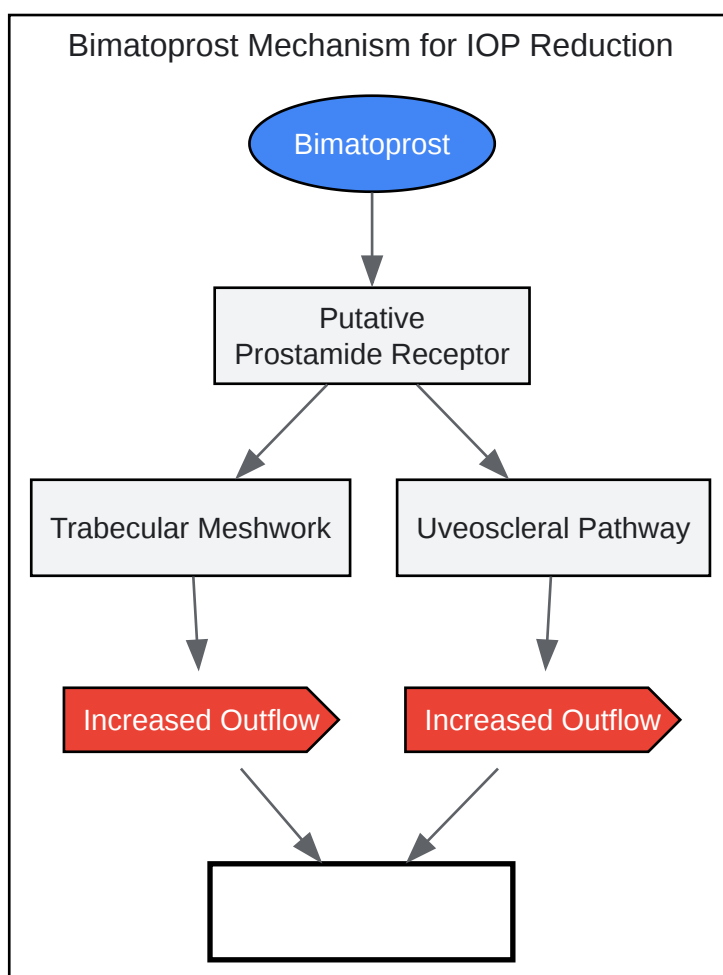 Bimatoprost Mechanism for IOP Reduction
Bimatoprost
Putative
Prostamide Receptor
Trabecular Meshwork
Uveoscleral Pathway
Increased Outflow
Increased Outflow